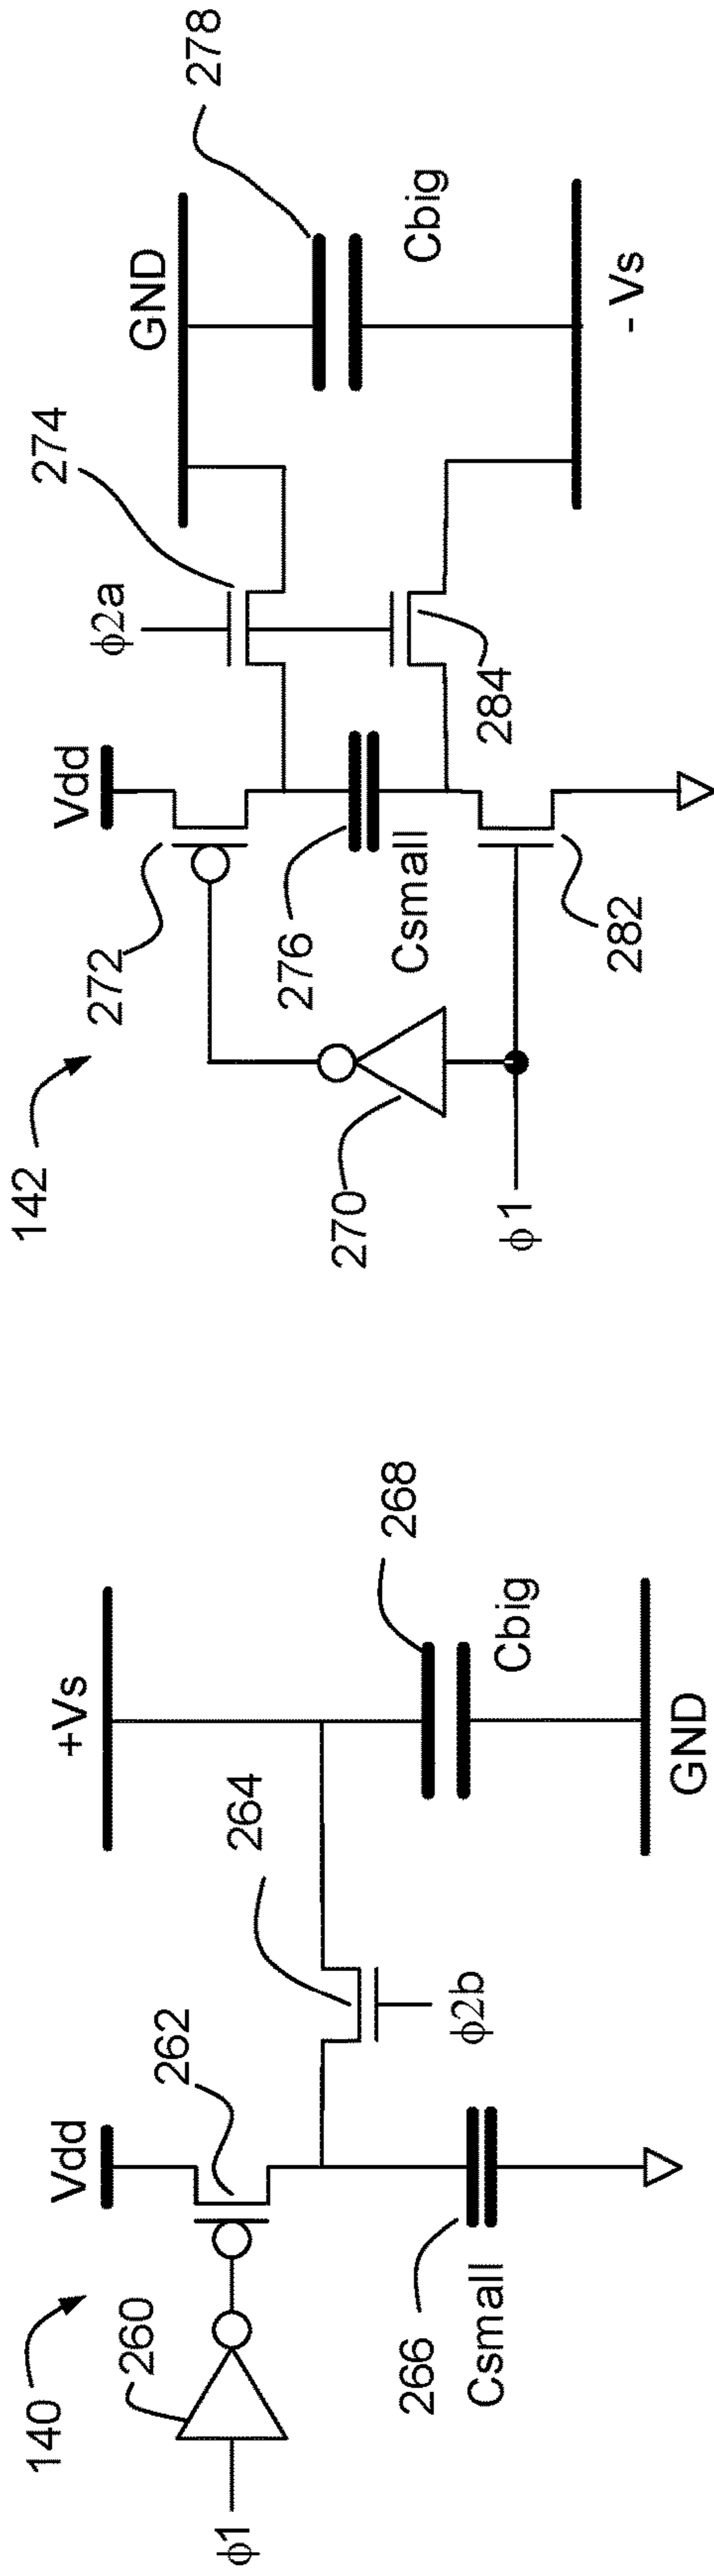 140
260
ϕ1
Vdd
262
266
Csmall
264
ϕ2b
+Vs
268
Cbig
GND
142
272
Vdd
270
ϕ1
276
Csmall
282
ϕ2a
274
284
GND
278
Cbig
- Vs